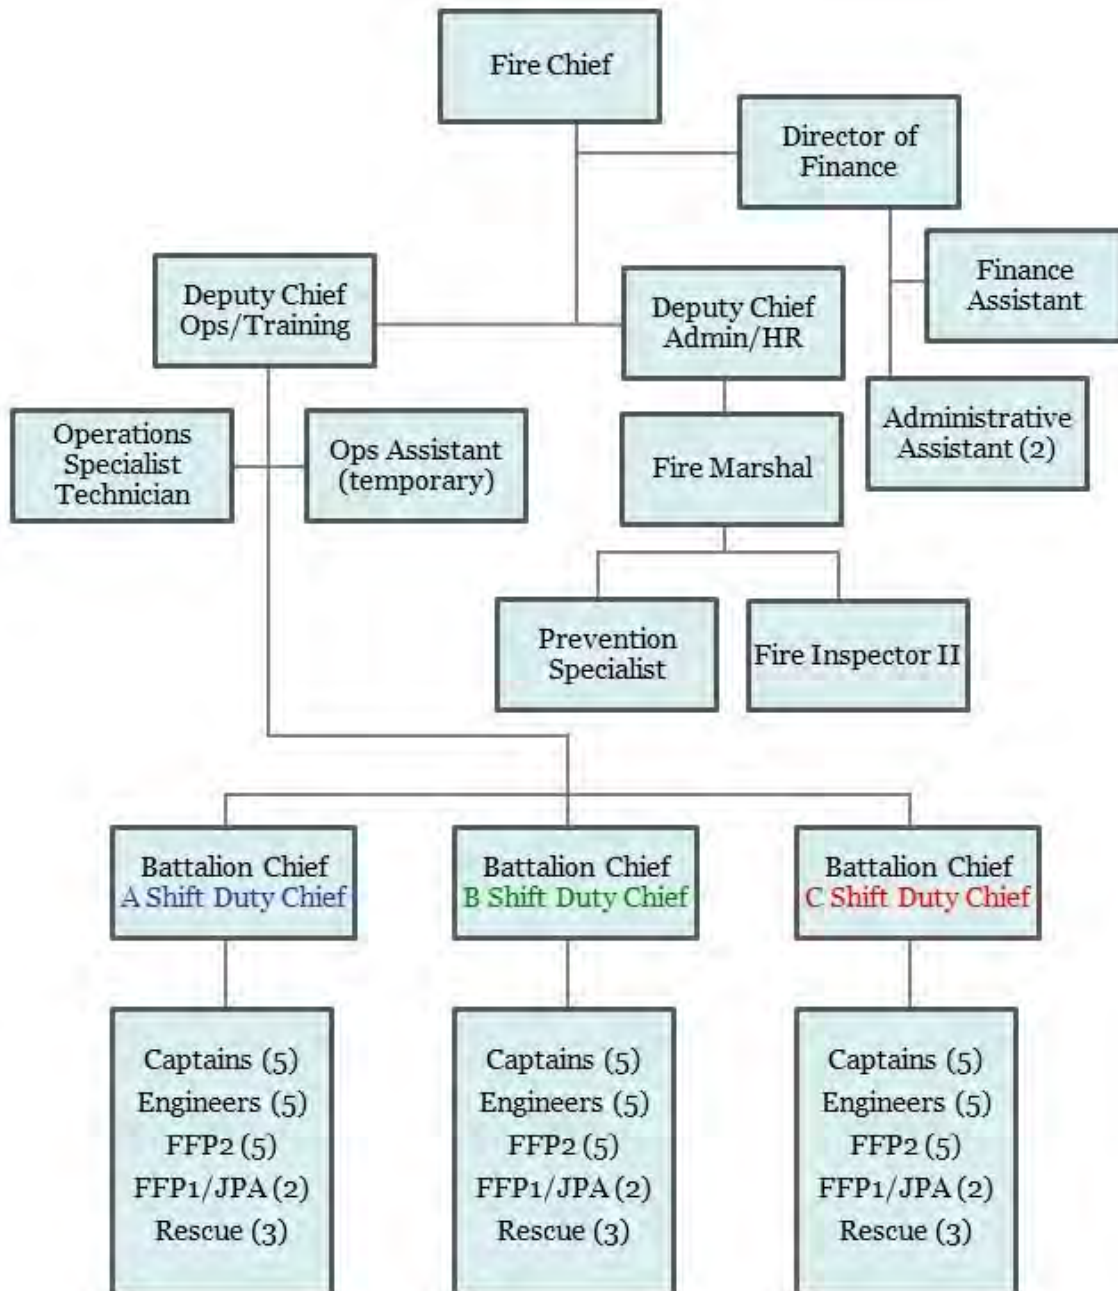 Fire Chief
Director of
Finance
Finance
Assistant
Administrative
Assistant (2)
Deputy Chief
Ops/Training
Deputy Chief
Admin/HR
Operations
Specialist
Technician
Ops Assistant
(temporary)
Fire Marshal
Prevention
Specialist
Fire Inspector II
Battalion Chief
A Shift Duty Chief
Battalion Chief
B Shift Duty Chief
Battalion Chief
C Shift Duty Chief
Captains (5)
Engineers (5)
FFP2 (5)
FFP1/JPA (2)
Rescue (3)
Captains (5)
Engineers (5)
FFP2 (5)
FFP1/JPA (2)
Rescue (3)
Captains (5)
Engineers (5)
FFP2 (5)
FFP1/JPA (2)
Rescue (3)